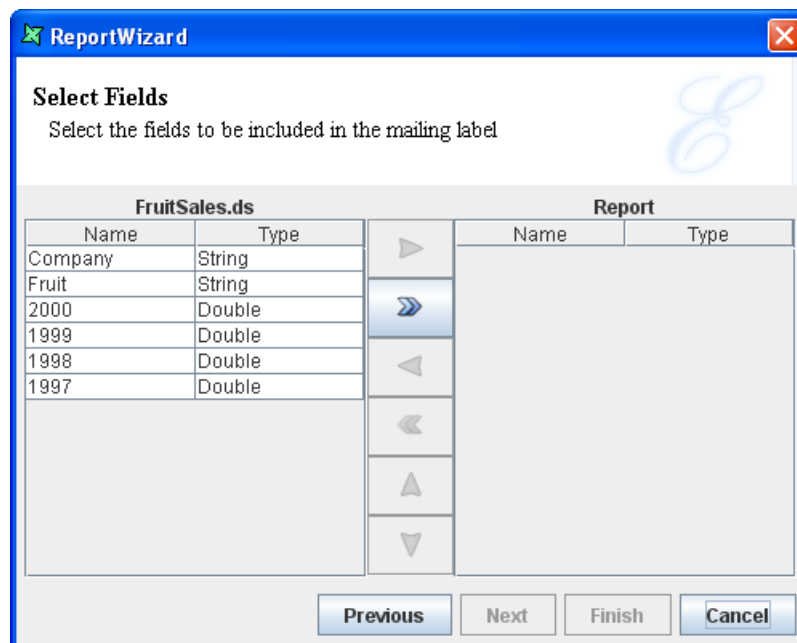 ReportWizard
Select Fields
Select the fields to be included in the mailing label
FruitSales.ds
Name Type
Company String
Fruit String
2000 Double
1999 Double
1998 Double
1997 Double
Report
Name Type
Previous Next Finish Cancel